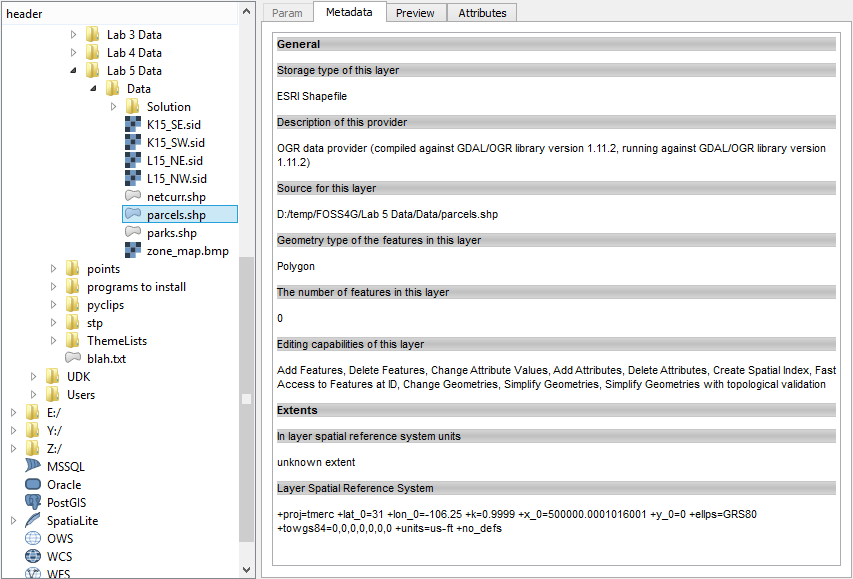 header
Lab 3 Data
Lab 4 Data
Lab 5 Data
Data
Solution
K15_SE.sid
K15_SW.sid
L15_NE.sid
L15_NW.sid
netcurr.shp
parcels.shp
parks.shp
zone_map.bmp
points
programs to install
pyclips
stp
ThemeLists
blah.txt
UDK
Users
E:/
Y:/
Z:/
MSSQL
Oracle
PostGIS
SpatiaLite
OWS
WCS
WFS
Param Metadata Preview Attributes
General
Storage type of this layer
ESRI Shapefile
Description of this provider
OGR data provider (compiled against GDAL/OGR library version 1.11.2, running against GDAL/OGR library version
1.11.2)
Source for this layer
D:/temp/FOSS4G/Lab 5 Data/Data/parcels.shp
Geometry type of the features in this layer
Polygon
The number of features in this layer
0
Editing capabilities of this layer
Add Features, Delete Features, Change Attribute Values, Add Attributes, Delete Attributes, Create Spatial Index, Fast
Access to Features at ID, Change Geometries, Simplify Geometries, Simplify Geometries with topological validation
Extents
In layer spatial reference system units
unknown extent
Layer Spatial Reference System
+proj=tmerc +lat_0=31 +lon_0=-106.25 +k=0.9999 +x_0=500000.0001016001 +y_0=0 +ellps=GRS80
+towgs84=0,0,0,0,0,0,0 +units=us-ft +no_defs